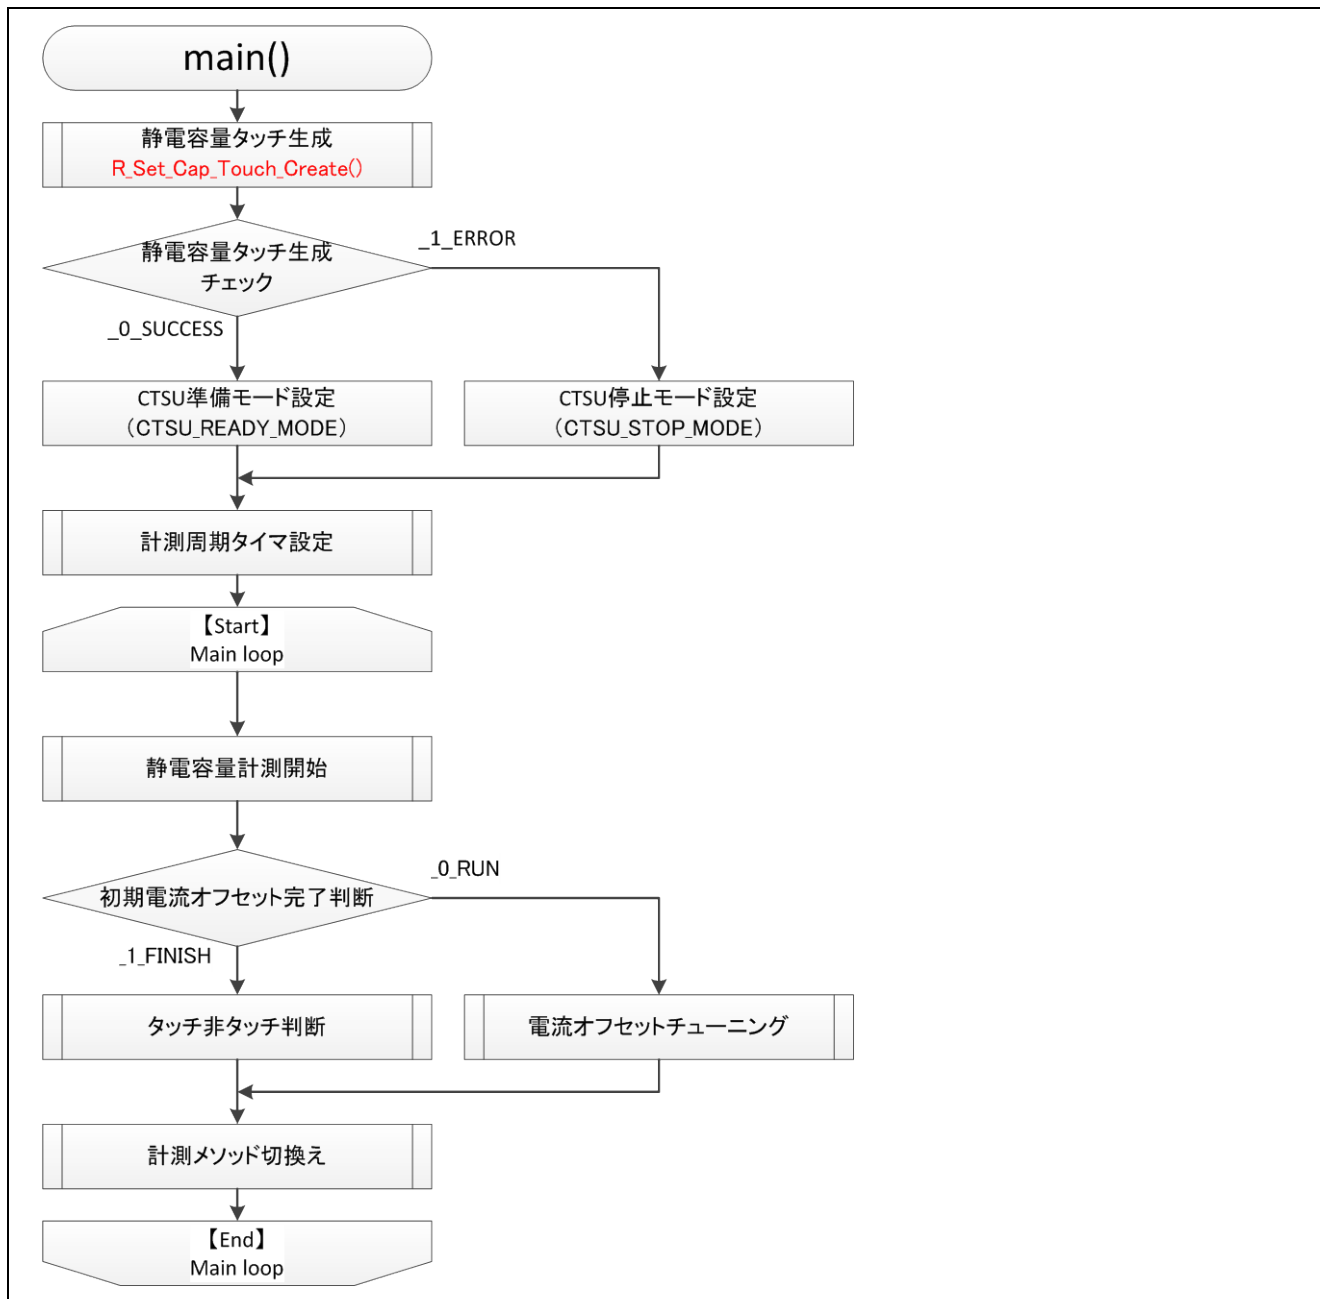 main()
静電容量タッチ生成
R_Set_Cap_Touch_Create()
静電容量タッチ生成
チェック
_1_ERROR
_0_SUCCESS
CTSU準備モード設定
（CTSU_READY_MODE）
CTSU停止モード設定
（CTSU_STOP_MODE）
計測周期タイマ設定
【Start】
Main loop
静電容量計測開始
初期電流オフセット完了判断
_0_RUN
_1_FINISH
タッチ非タッチ判断
電流オフセットチューニング
計測メソッド切換え
【End】
Main loop